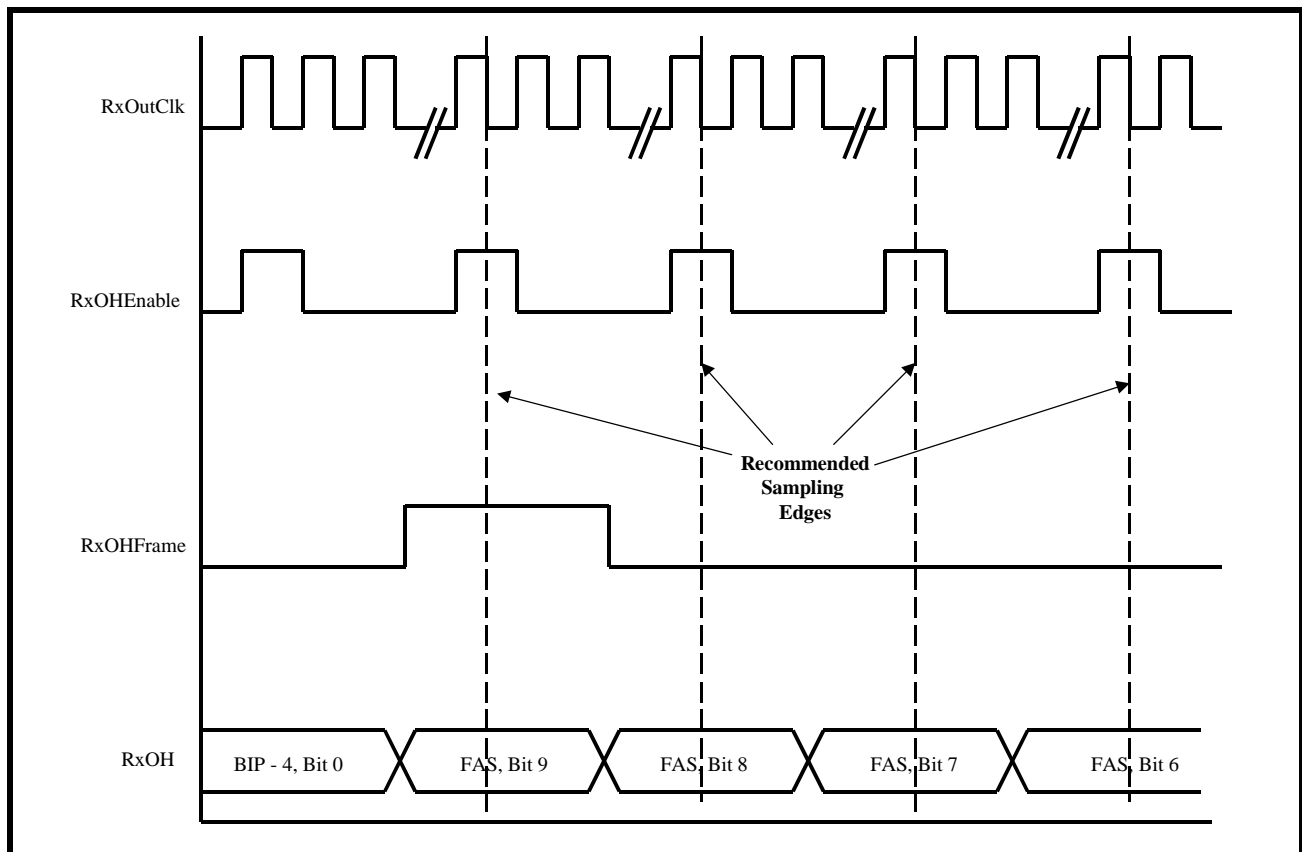 RxOutClk
RxOHEnable
Recommended
Sampling
Edges
RxOHFrame
RxOH
BIP - 4, Bit 0
FAS, Bit 9
FAS, Bit 8
FAS, Bit 7
FAS, Bit 6